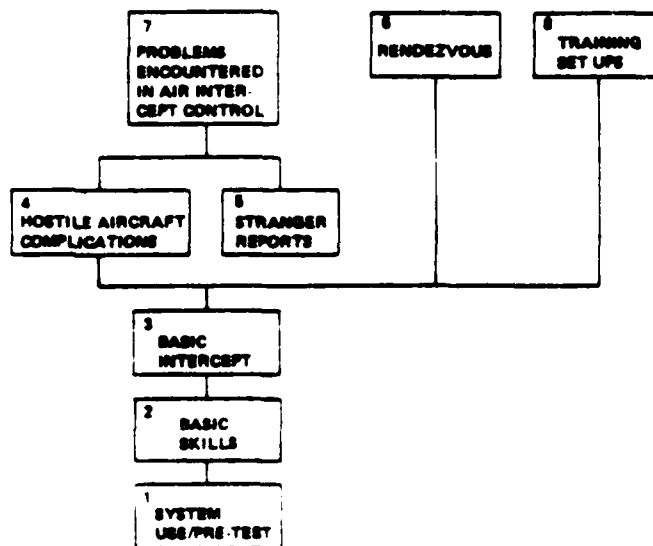 7
PROBLEMS
ENCOUNTERED
IN AIR INTER-
CEPT CONTROL
6
RENDEZVOUS
8
TRAINING
SET UPS
4
HOSTILE AIRCRAFT
COMPLICATIONS
5
STRANGER
REPORTS
3
BASIC
INTERCEPT
2
BASIC
SKILLS
1
SYSTEM
USE/PRE-TEST